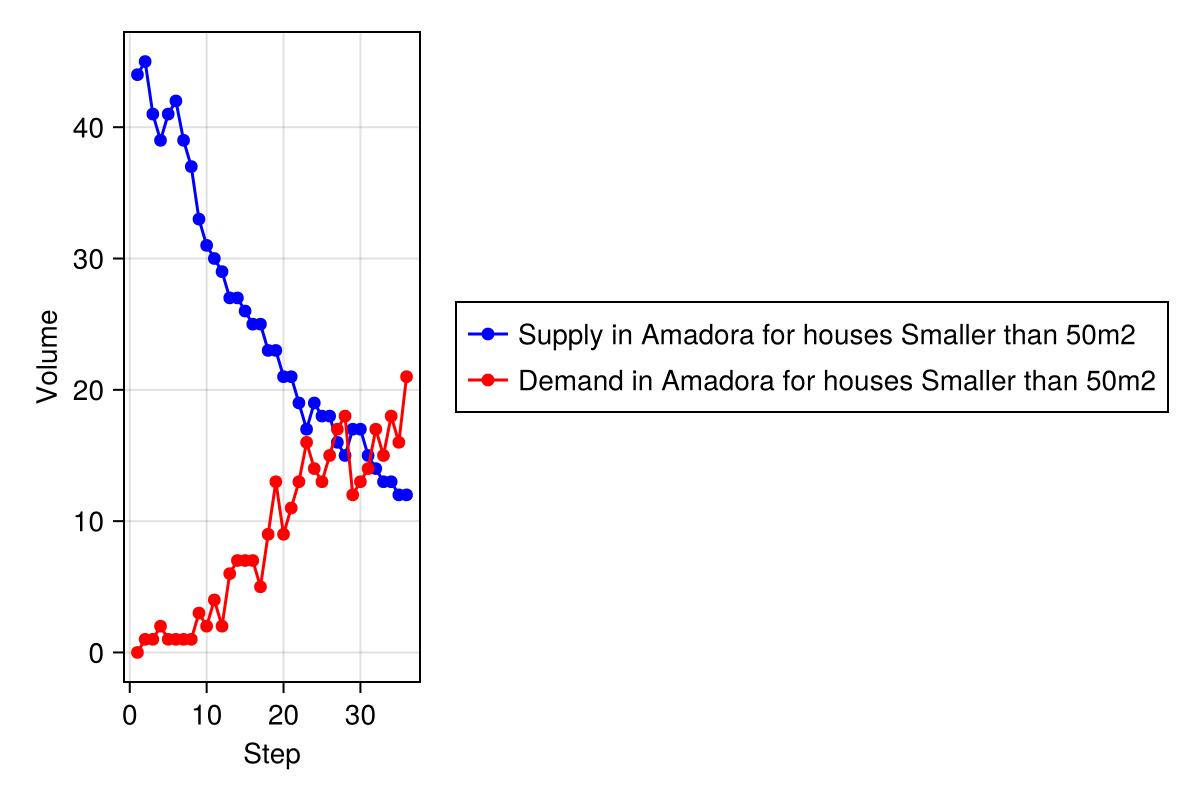 40
30
20
10
0
Volume
0 10 20 30
Step
Supply in Amadora for houses Smaller than 50m2
Demand in Amadora for houses Smaller than 50m2